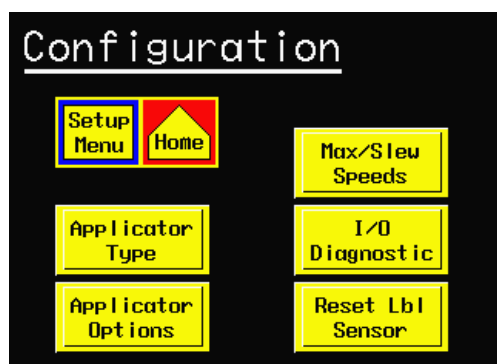 Configuration
Setup
Menu
Home
Max/Slew
Speeds
Applicator
Type
I/O
Diagnostic
Applicator
Options
Reset Lbl
Sensor